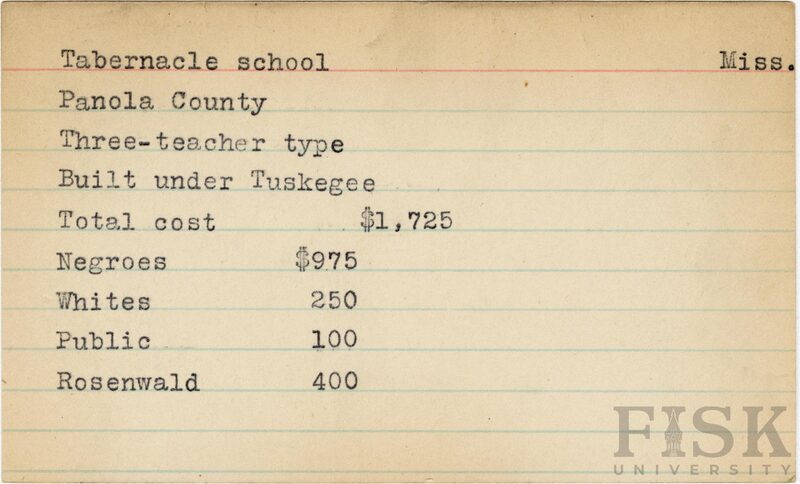 Tabernacle school Miss.
Panola County
Three-teacher type
Built under Tuskegee
Total cost $1,725
Negroes $975
Whites 250
Public 100
Rosenwald 400
FISK
UNIVERSITY